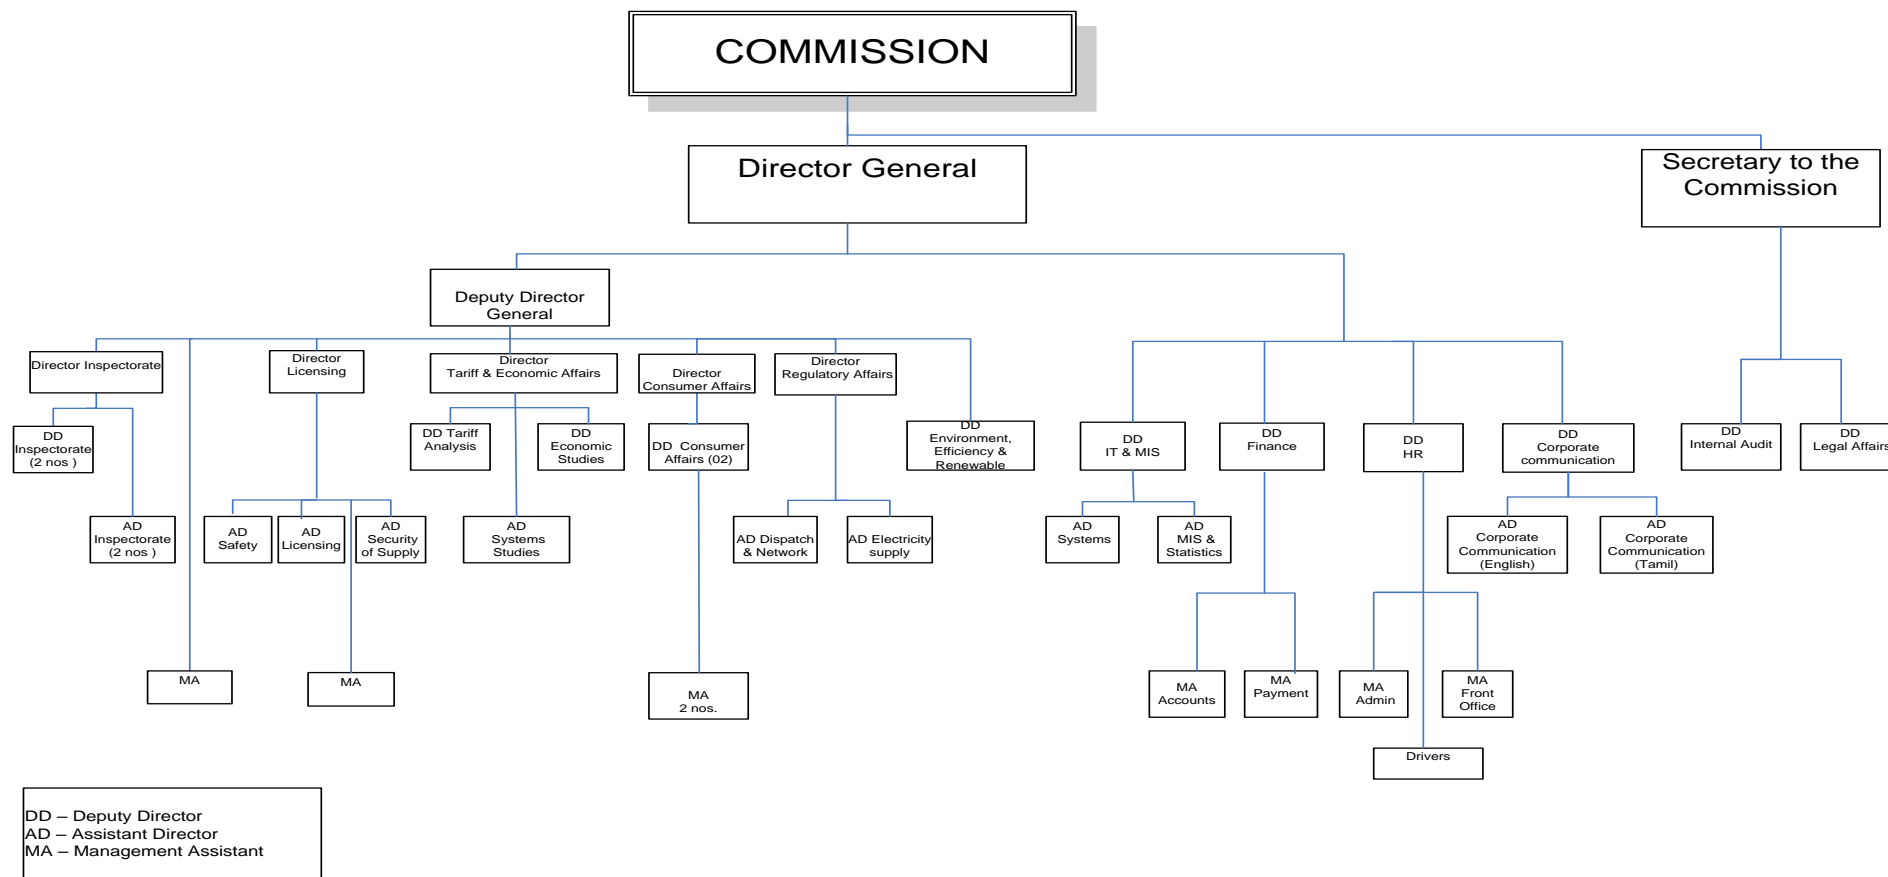 COMMISSION
Director General
Secretary to the
Commission
Deputy Director
General
Director Inspectorate
Director
Licensing
Director
Tariff & Economic Affairs
Director
Consumer Affairs
Director
Regulatory Affairs
DD
Inspectorate
(2 nos )
DD Tariff
Analysis
DD
Economic
Studies
DD  Consumer
Affairs (02)
DD
Environment,
Efficiency &
Renewable
DD
IT & MIS
DD
Finance
DD
HR
DD
Corporate
communication
DD
Internal Audit
DD
Legal Affairs
AD
Inspectorate
(2 nos )
AD
Safety
AD
Licensing
AD
Security
of Supply
AD
Systems
Studies
AD Dispatch
& Network
AD Electricity
supply
AD
Systems
AD
MIS &
Statistics
AD
Corporate
Communication
(English)
AD
Corporate
Communication
(Tamil)
MA
MA
MA
2 nos.
MA
Accounts
MA
Payment
MA
Admin
MA
Front
Office
Drivers
DD – Deputy Director
AD – Assistant Director
MA – Management Assistant